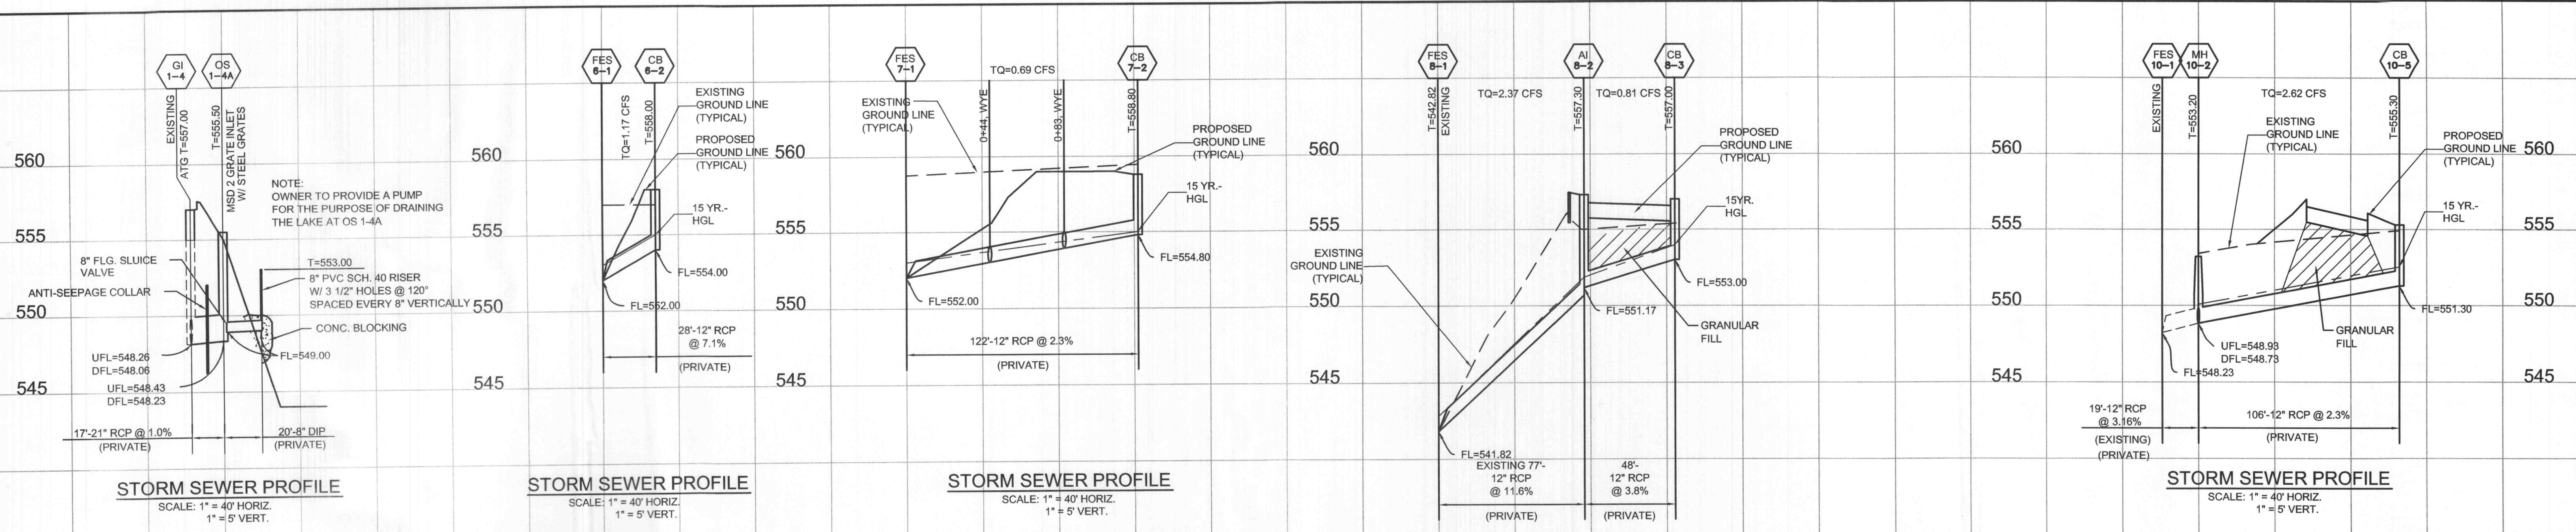 GI
1-4
OS
1-4A
EXISTING
ATG T=557.00
T=555.50
MSD 2 GRATE INLET
W/ STEEL GRATES
560
555
550
545
NOTE:
OWNER TO PROVIDE A PUMP
FOR THE PURPOSE OF DRAINING
THE LAKE AT OS 1-4A
8" FLG. SLUICE
VALVE
ANTI-SEEPAGE COLLAR
T=553.00
8" PVC SCH. 40 RISER
W/ 3 1/2" HOLES @ 120°
SPACED EVERY 8" VERTICALLY
CONC. BLOCKING
FL=549.00
UFL=548.26
DFL=548.06
UFL=548.43
DFL=548.23
17'-21" RCP @ 1.0%
(PRIVATE)
20'-8" DIP
(PRIVATE)
STORM SEWER PROFILE
SCALE: 1" = 40' HORIZ.
1" = 5' VERT.
FES
6-1
CB
6-2
TQ=1.17 CFS
T=558.00
EXISTING
GROUND LINE
(TYPICAL)
PROPOSED
GROUND LINE
(TYPICAL)
560
555
550
545
15 YR.-
HGL
FL=554.00
FL=552.00
28'-12" RCP
@ 7.1%
(PRIVATE)
STORM SEWER PROFILE
SCALE: 1" = 40' HORIZ.
1" = 5' VERT.
FES
7-1
CB
7-2
TQ=0.69 CFS
0+44, WYE
0+83, WYE
T=558.80
EXISTING
GROUND LINE
(TYPICAL)
PROPOSED
GROUND LINE
(TYPICAL)
560
555
550
545
15 YR.-
HGL
FL=554.80
FL=552.00
122'-12" RCP @ 2.3%
(PRIVATE)
STORM SEWER PROFILE
SCALE: 1" = 40' HORIZ.
1" = 5' VERT.
FES
8-1
AI
8-2
CB
8-3
T=542.82
EXISTING
TQ=2.37 CFS
T=557.30
TQ=0.81 CFS
T=557.00
PROPOSED
GROUND LINE
(TYPICAL)
560
555
550
545
15YR.
HGL
EXISTING
GROUND LINE
(TYPICAL)
FL=553.00
FL=551.17
GRANULAR
FILL
FL=541.82
EXISTING 77'-
12" RCP
@ 11.6%
(PRIVATE)
48'-
12" RCP
@ 3.8%
(PRIVATE)
FES
10-1
MH
10-2
CB
10-5
EXISTING
T=553.20
TQ=2.62 CFS
T=555.30
EXISTING
GROUND LINE
(TYPICAL)
PROPOSED
GROUND LINE
(TYPICAL)
560
555
550
545
15 YR.-
HGL
FL=551.30
GRANULAR
FILL
UFL=548.93
DFL=548.73
FL=548.23
19'-12" RCP
@ 3.16%
(EXISTING)
(PRIVATE)
106'-12" RCP @ 2.3%
(PRIVATE)
STORM SEWER PROFILE
SCALE: 1" = 40' HORIZ.
1" = 5' VERT.
560
555
550
545